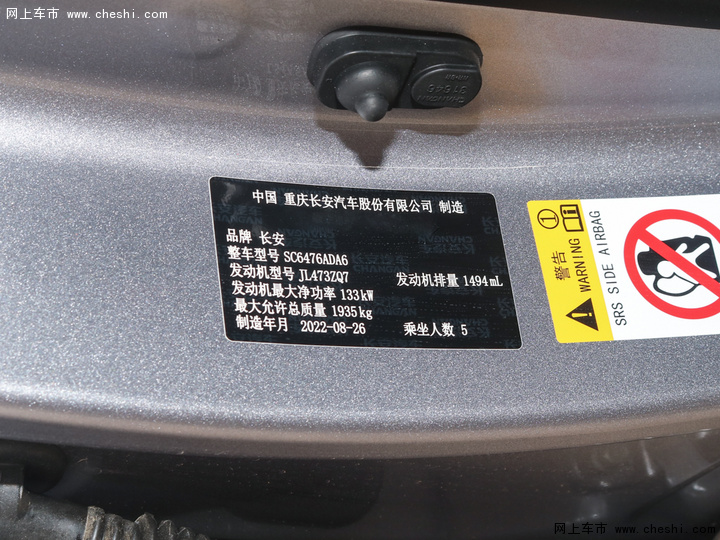 网上车市 www.cheshi.com
CHANGAN
91646
中国 重庆长安汽车股份有限公司 制造
品牌 长安
整车型号 SC6476ADA6
发动机型号 JL473ZQ7 发动机排量 1494mL
发动机最大净功率 133kW
最大允许总质量 1935kg
制造年月 2022-08-26 乘坐人数 5
警告
WARNING
SRS SIDE AIRBAG
网上车市 www.cheshi.com